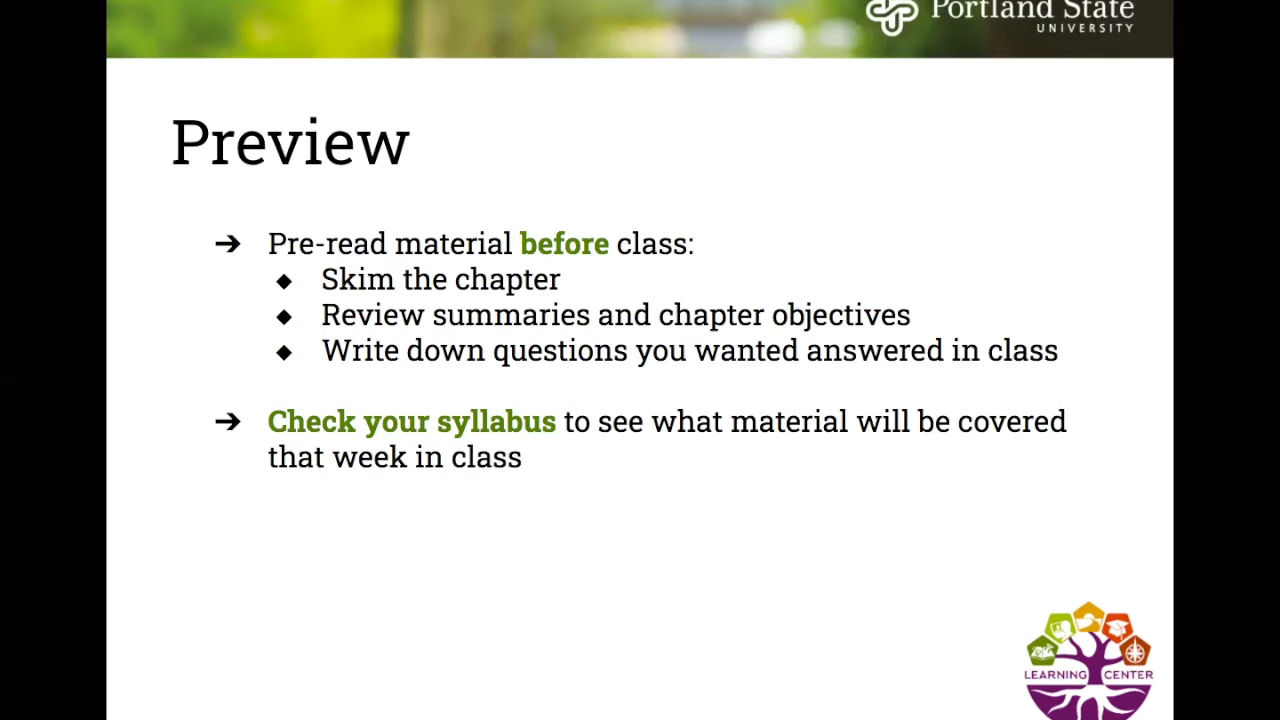 Portland State
UNIVERSITY
Preview
➔ Pre-read material before class:
◆ Skim the chapter
◆ Review summaries and chapter objectives
◆ Write down questions you wanted answered in class
➔ Check your syllabus to see what material will be covered
that week in class
LEARNING CENTER